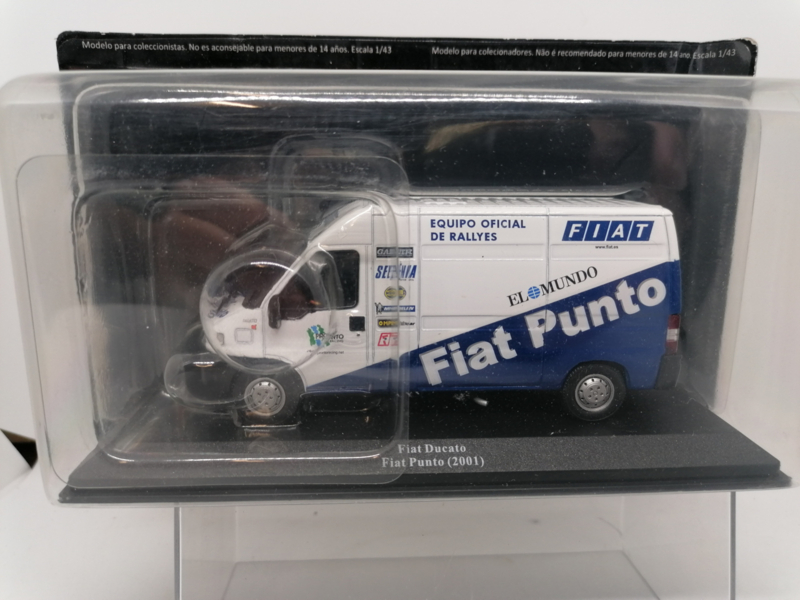 Modelo para coleccionistas. No es aconsejable para menores de 14 años. Escala 1/43
Modelo para colecionadores. Não é recomendado para menores de 14 ano Escala 1/43
EQUIPO OFICIAL
DE RALLYES
FIAT
www.fiat.es
EL MUNDO
Fiat Punto
Fiat Ducato
Fiat Punto (2001)